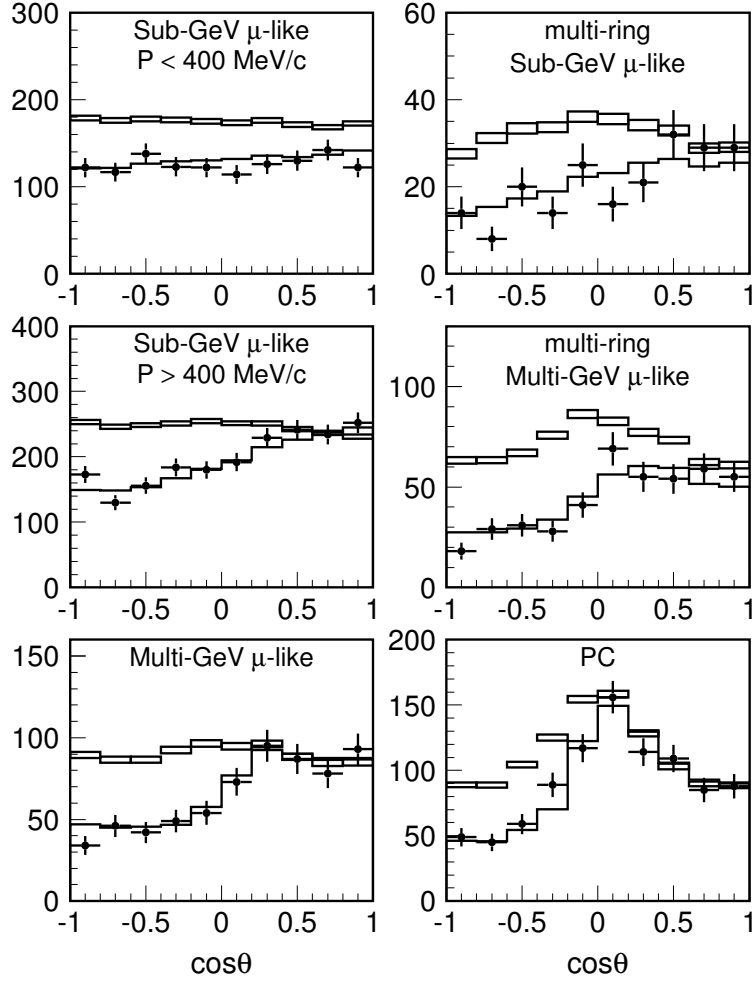 Sub-GeV μ-like
P < 400 MeV/c
300
200
100
0
-1 -0.5 0 0.5 1
multi-ring
Sub-GeV μ-like
60
40
20
0
-1 -0.5 0 0.5 1
Sub-GeV μ-like
P > 400 MeV/c
400
300
200
100
0
-1 -0.5 0 0.5 1
multi-ring
Multi-GeV μ-like
100
50
0
-1 -0.5 0 0.5 1
Multi-GeV μ-like
150
100
50
0
-1 -0.5 0 0.5 1
cosθ
PC
200
150
100
50
0
-1 -0.5 0 0.5 1
cosθ